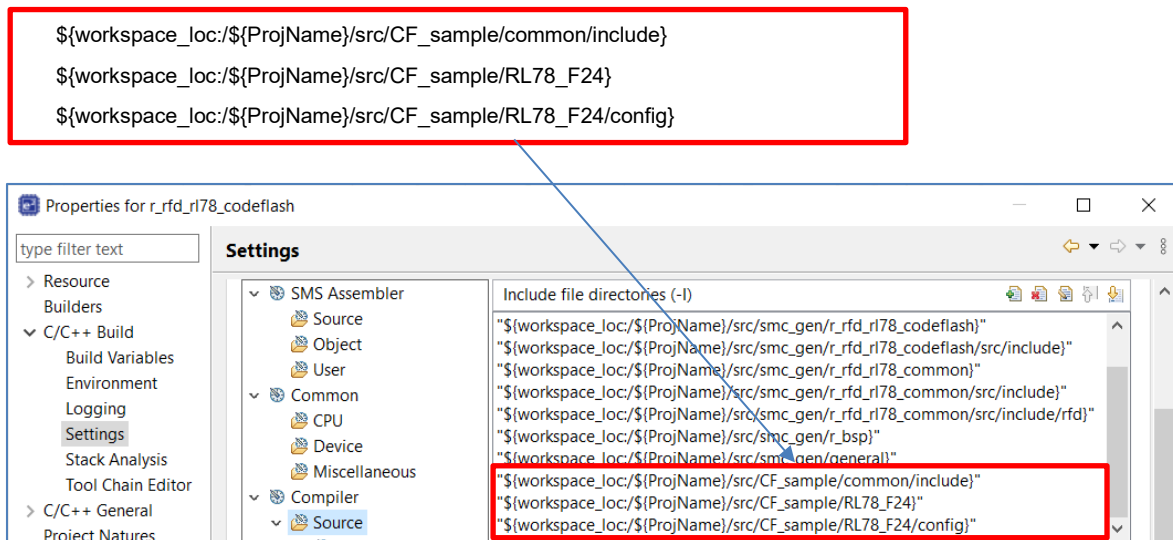 ${workspace_loc:/${ProjName}/src/CF_sample/common/include}
${workspace_loc:/${ProjName}/src/CF_sample/RL78_F24}
${workspace_loc:/${ProjName}/src/CF_sample/RL78_F24/config}
Properties for r_rfd_rl78_codeflash
type filter text
Settings
Resource
Builders
C/C++ Build
Build Variables
Environment
Logging
Settings
Stack Analysis
Tool Chain Editor
C/C++ General
Project Natures
SMS Assembler
Source
Object
User
Common
CPU
Device
Miscellaneous
Compiler
Source
Include file directories (-I)
"${workspace_loc:/${ProjName}/src/smc_gen/r_rfd_rl78_codeflash}"
"${workspace_loc:/${ProjName}/src/smc_gen/r_rfd_rl78_codeflash/src/include}"
"${workspace_loc:/${ProjName}/src/smc_gen/r_rfd_rl78_common}"
"${workspace_loc:/${ProjName}/src/smc_gen/r_rfd_rl78_common/src/include}"
"${workspace_loc:/${ProjName}/src/smc_gen/r_rfd_rl78_common/src/include/rfd}"
"${workspace_loc:/${ProjName}/src/smc_gen/r_bsp}"
"${workspace_loc:/${ProjName}/src/smc_gen/general}"
"${workspace_loc:/${ProjName}/src/CF_sample/common/include}"
"${workspace_loc:/${ProjName}/src/CF_sample/RL78_F24}"
"${workspace_loc:/${ProjName}/src/CF_sample/RL78_F24/config}"